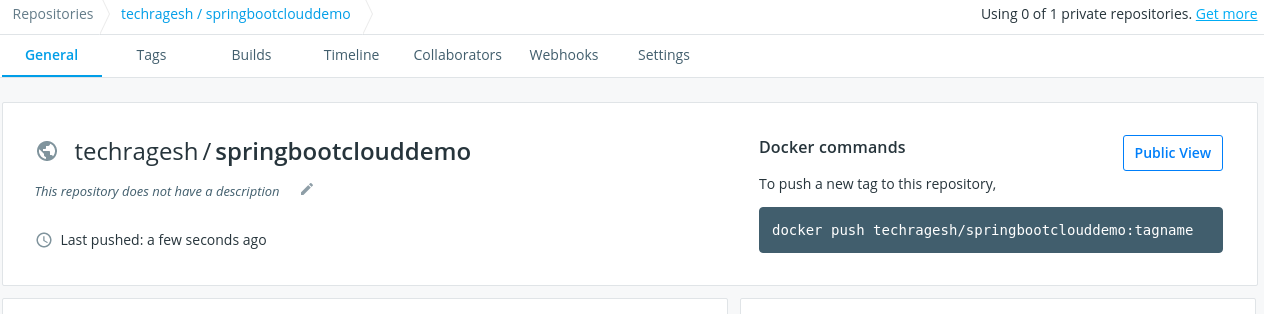 Repositories techragesh / springbootclouddemo Using 0 of 1 private repositories. Get more
General Tags Builds Timeline Collaborators Webhooks Settings
techragesh / springbootclouddemo
This repository does not have a description
Last pushed: a few seconds ago
Docker commands
Public View
To push a new tag to this repository,
docker push techragesh/springbootclouddemo:tagname